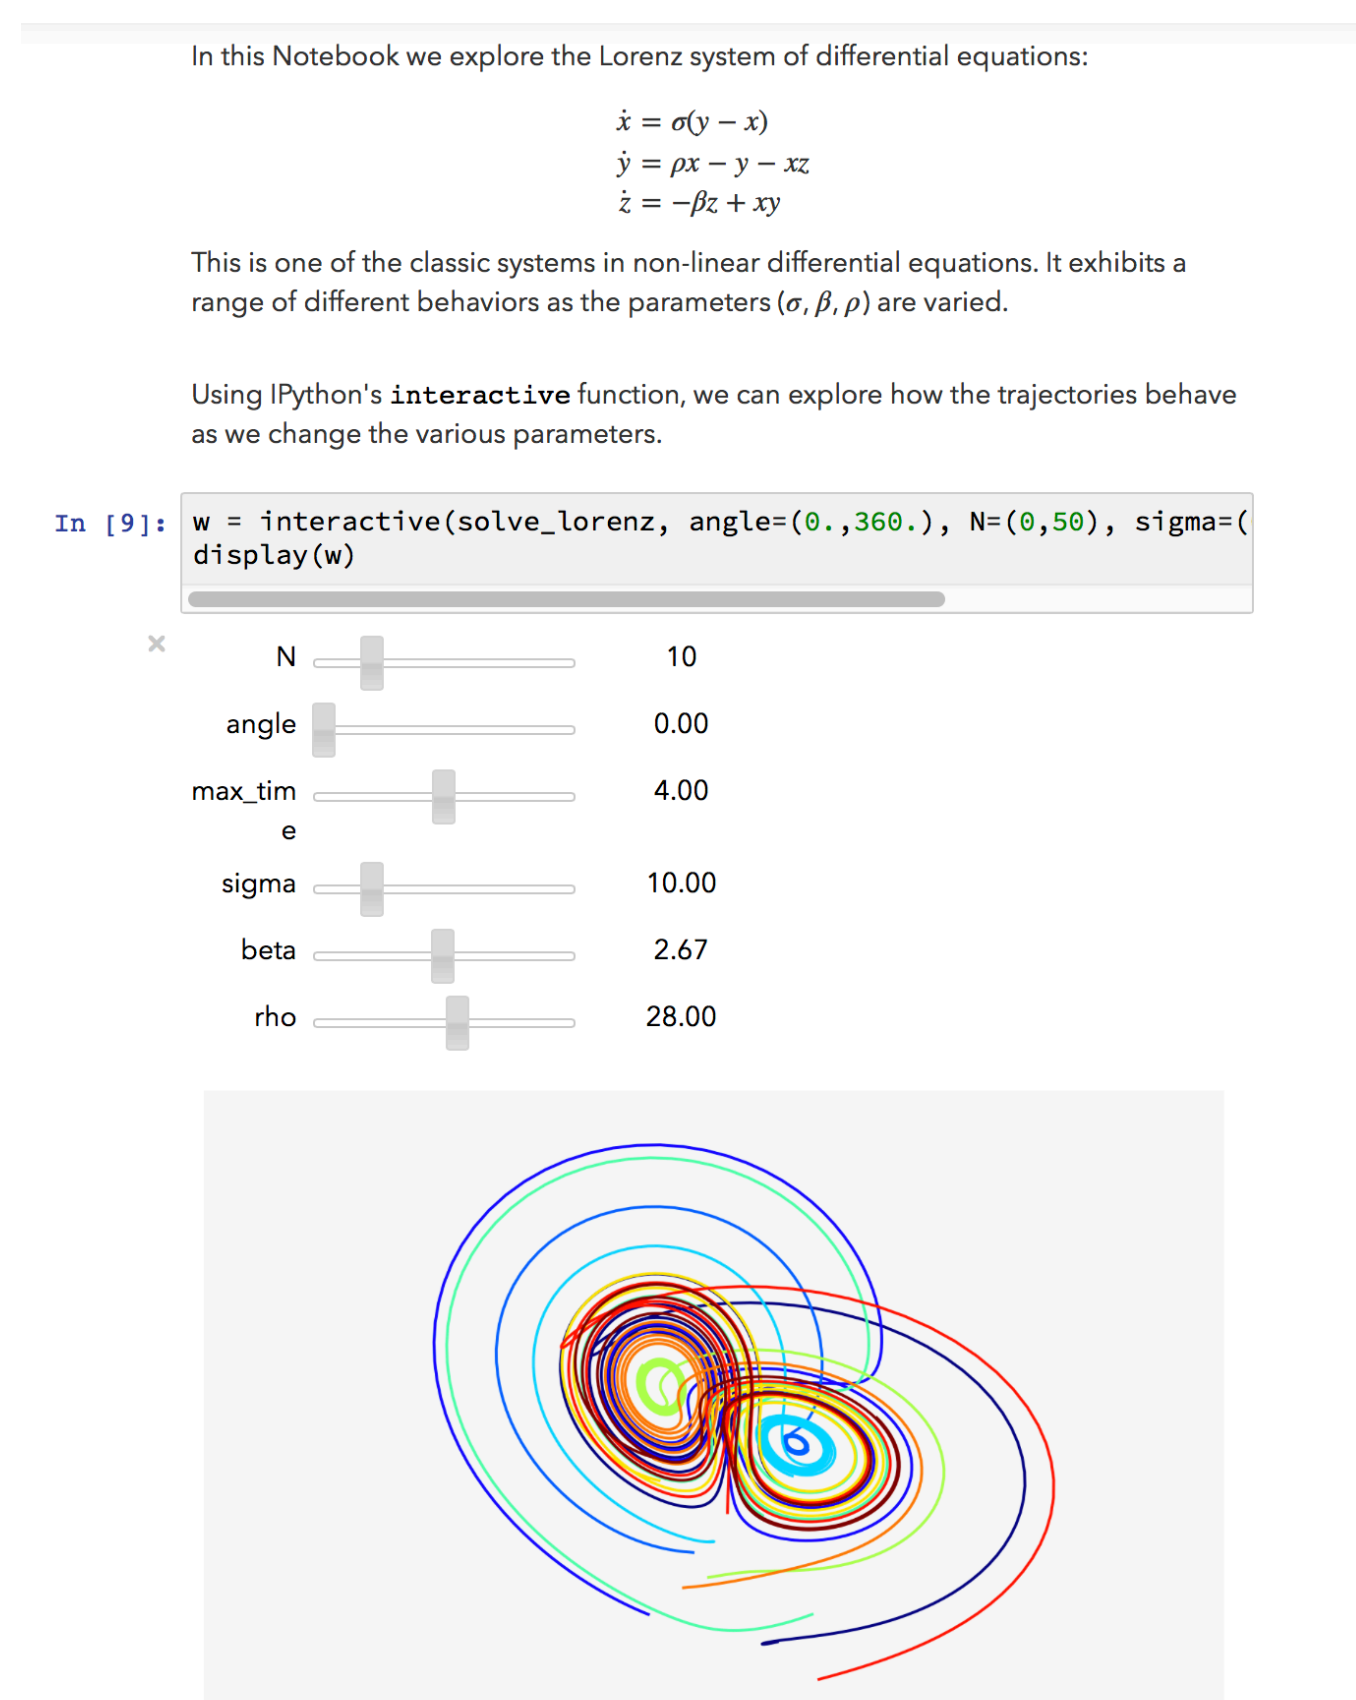 In this Notebook we explore the Lorenz system of differential equations:
ẋ = σ(y − x)
ẏ = ρx − y − xz
ż = −βz + xy
This is one of the classic systems in non-linear differential equations. It exhibits a
range of different behaviors as the parameters (σ, β, ρ) are varied.
Using IPython's interactive function, we can explore how the trajectories behave
as we change the various parameters.
In [9]: w = interactive(solve_lorenz, angle=(0.,360.), N=(0,50), sigma=(
display(w)
×
N 10
angle 0.00
max_tim 4.00
e
sigma 10.00
beta 2.67
rho 28.00